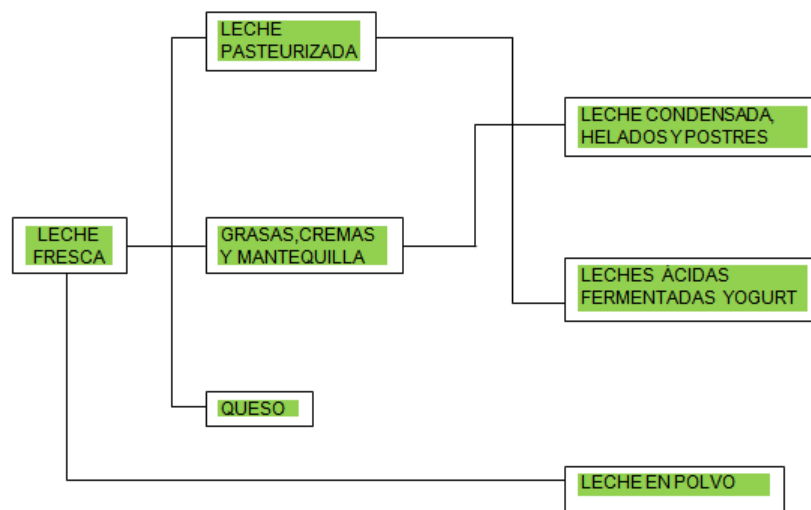 LECHE
PASTEURIZADA
LECHE CONDENSADA,
HELADOS Y POSTRES
LECHE
FRESCA
GRASAS,CREMAS
Y MANTEQUILLA
LECHES ÁCIDAS
FERMENTADAS YOGURT
QUESO
LECHE EN POLVO